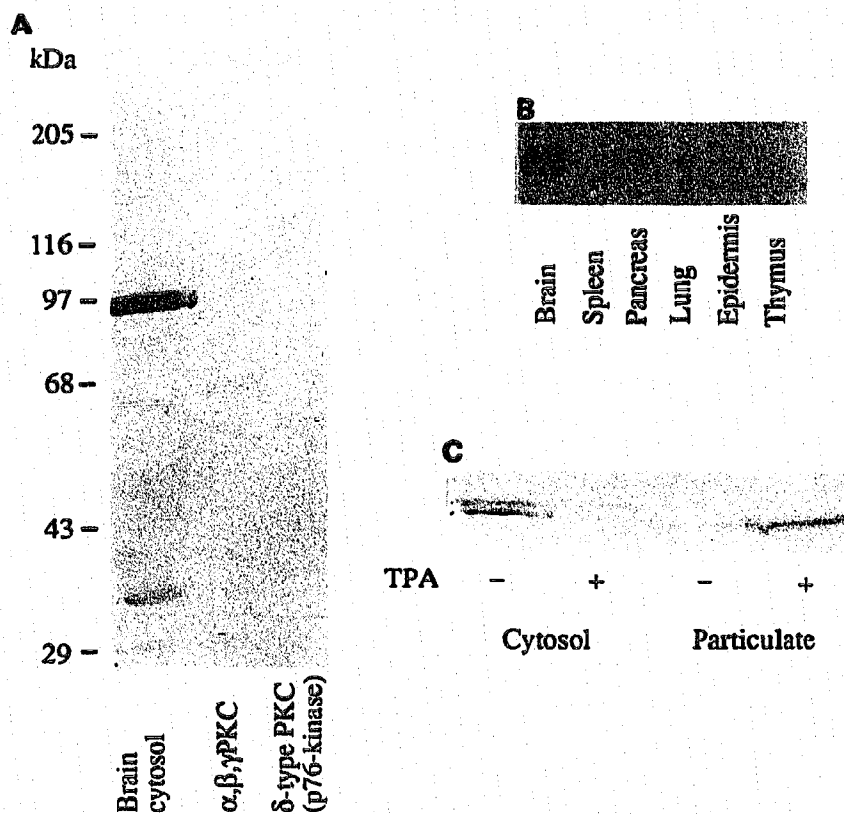 A
kDa
205
116
97
68
43
29
Brain
cytosol
α,β,γPKC
δ-type PKC
(p76-kinase)
B
Brain
Spleen
Pancreas
Lung
Epidermis
Thymus
C
TPA - + - +
Cytosol Particulate